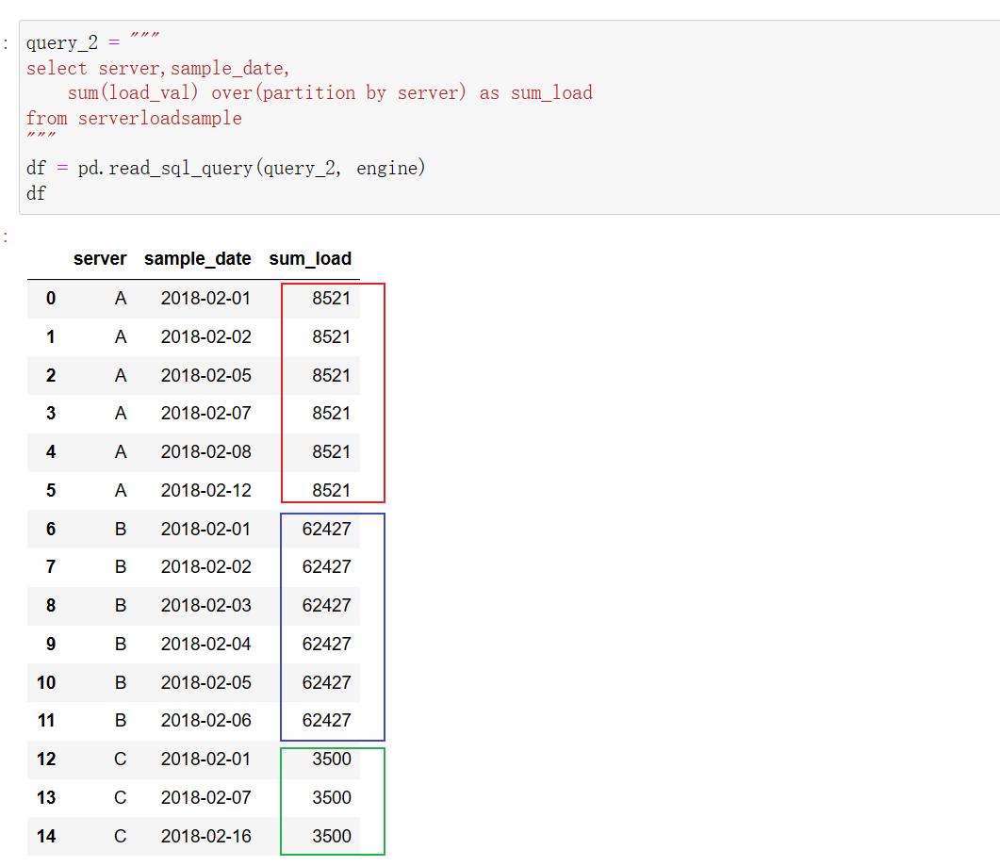 : query_2 = """
select server,sample_date,
    sum(load_val) over(partition by server) as sum_load
from serverloadsample
"""
df = pd.read_sql_query(query_2, engine)
df
:
server sample_date sum_load
0 A 2018-02-01 8521
1 A 2018-02-02 8521
2 A 2018-02-05 8521
3 A 2018-02-07 8521
4 A 2018-02-08 8521
5 A 2018-02-12 8521
6 B 2018-02-01 62427
7 B 2018-02-02 62427
8 B 2018-02-03 62427
9 B 2018-02-04 62427
10 B 2018-02-05 62427
11 B 2018-02-06 62427
12 C 2018-02-01 3500
13 C 2018-02-07 3500
14 C 2018-02-16 3500